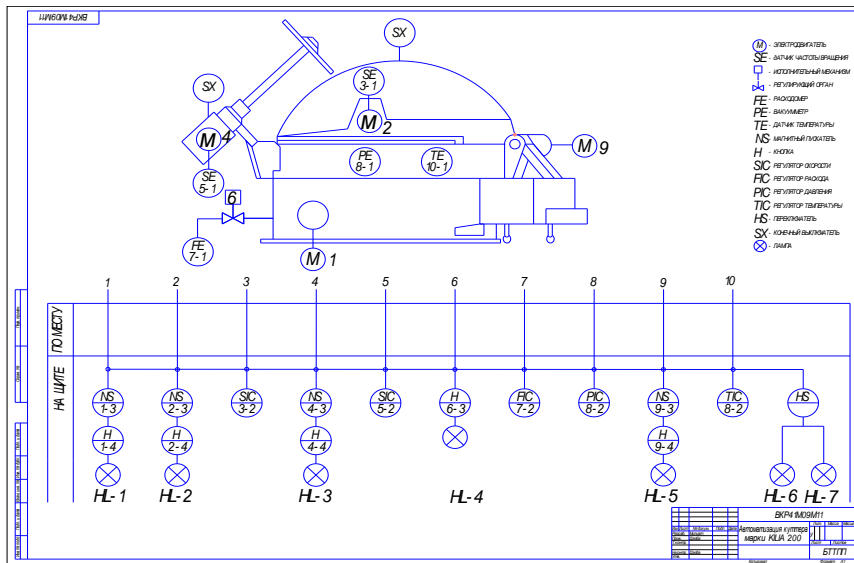 ВКР41М09М11
SX
SE
3-1
SX
M 2
M 4
M 9
PE
8-1
TE
10-1
SE
5-1
6
FE
7-1
M 1
M - ЭЛЕКТРОДВИГАТЕЛЬ
SE - ДАТЧИК ЧАСТОТЫ ВРАЩЕНИЯ
- ИСПОЛНИТЕЛЬНЫЙ МЕХАНИЗМ
- РЕГУЛИРУЮЩИЙ ОРГАН
FE - РАСХОДОМЕР
PE - ВАКУУММЕТР
TE - ДАТЧИК ТЕМПЕРАТУРЫ
NS - МАГНИТНЫЙ ПУСКАТЕЛЬ
H - КНОПКА
SIC - РЕГУЛЯТОР СКОРОСТИ
FIC - РЕГУЛЯТОР РАСХОДА
PIC - РЕГУЛЯТОР ДАВЛЕНИЯ
TIC - РЕГУЛЯТОР ТЕМПЕРАТУРЫ
HS - ПЕРЕКЛЮЧАТЕЛЬ
SX - КОНЕЧНЫЙ ВЫКЛЮЧАТЕЛЬ
- ЛАМПА
1 2 3 4 5 6 7 8 9 10
ПО МЕСТУ
НА ЩИТЕ
NS NS SIC NS SIC H FIC PIC NS TIC HS
1-3 2-3 3-2 4-3 5-2 6-3 7-2 8-2 9-3 8-2
H H H H
1-4 2-4 4-4 9-4
HL-1 HL-2 HL-3 HL-4 HL-5 HL-6 HL-7
ВКР41М09М11
Автоматизация куттера
марки KILIA 200
БТТПП
Копировал Формат А1